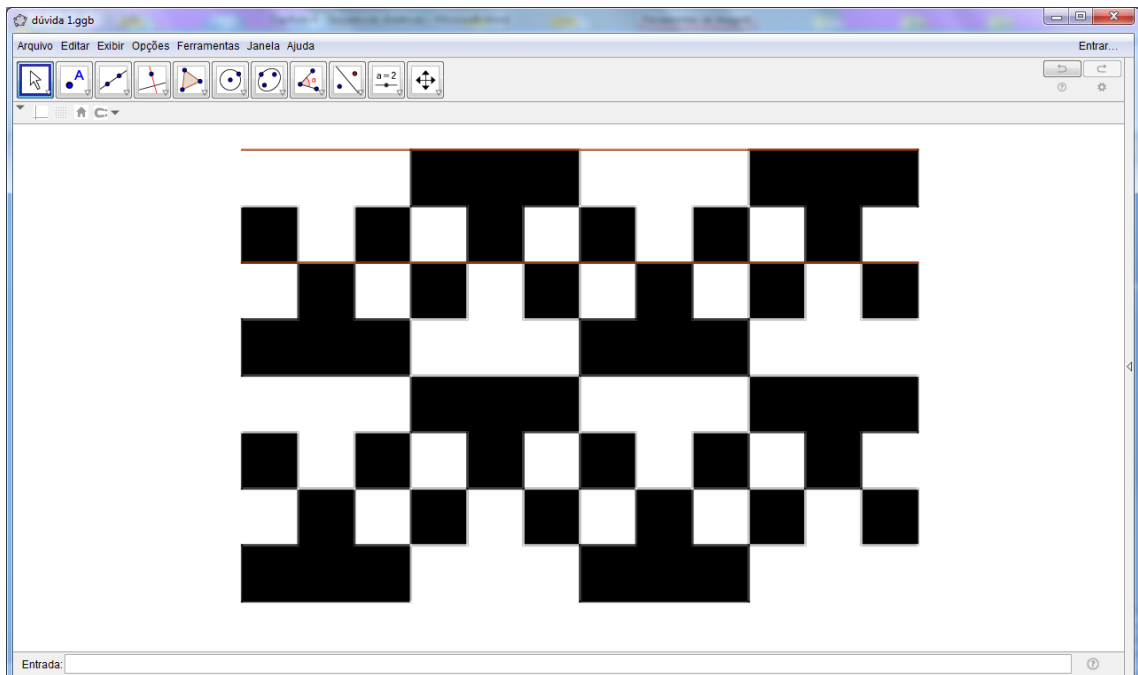 dúvida 1.ggb
Arquivo Editar Exibir Opções Ferramentas Janela Ajuda
Entrar...
A
α
a = 2
Entrada: